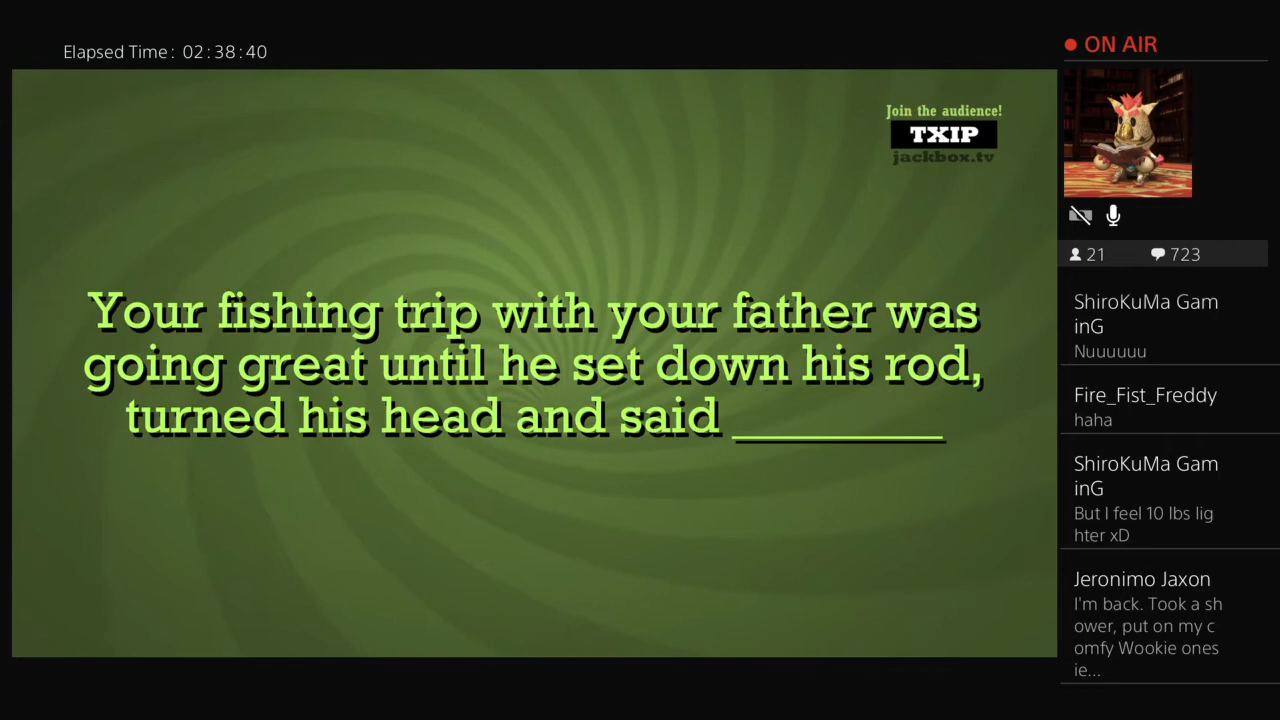 Elapsed Time: 02:38:40
ON AIR
Join the audience!
TXIP
jackbox.tv
Your fishing trip with your father was
going great until he set down his rod,
turned his head and said ________
21 723
ShiroKuMa Gam
inG
Nuuuuuu
Fire_Fist_Freddy
haha
ShiroKuMa Gam
inG
But I feel 10 lbs lig
hter xD
Jeronimo Jaxon
I'm back. Took a sh
ower, put on my c
omfy Wookie ones
ie...